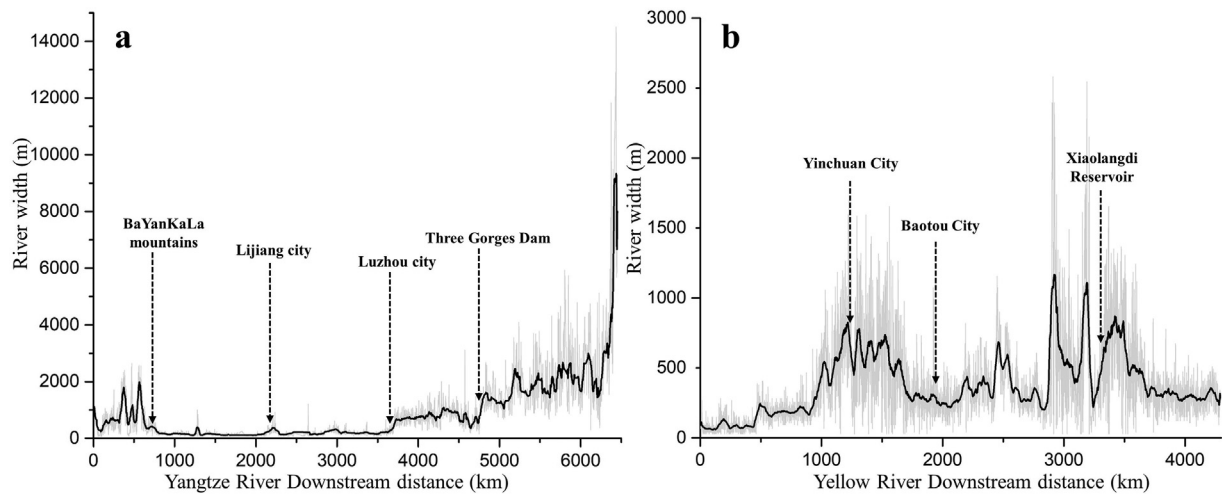 a
14000
12000
10000
8000
6000
4000
2000
0
River width (m)
BaYanKaLa
mountains
Lijiang city
Luzhou city
Three Gorges Dam
0 1000 2000 3000 4000 5000 6000
Yangtze River Downstream distance (km)
b
3000
2500
2000
1500
1000
500
0
River width (m)
Yinchuan City
Baotou City
Xiaolangdi
Reservoir
0 1000 2000 3000 4000
Yellow River Downstream distance (km)